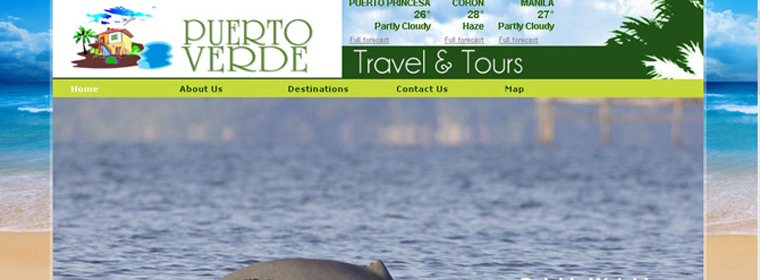 PUERTO VERDE
PUERTO PRINCESA
26°
Partly Cloudy
Full forecast
CORON
28°
Haze
Full forecast
MANILA
27°
Partly Cloudy
Full forecast
Travel & Tours
Home
About Us
Destinations
Contact Us
Map